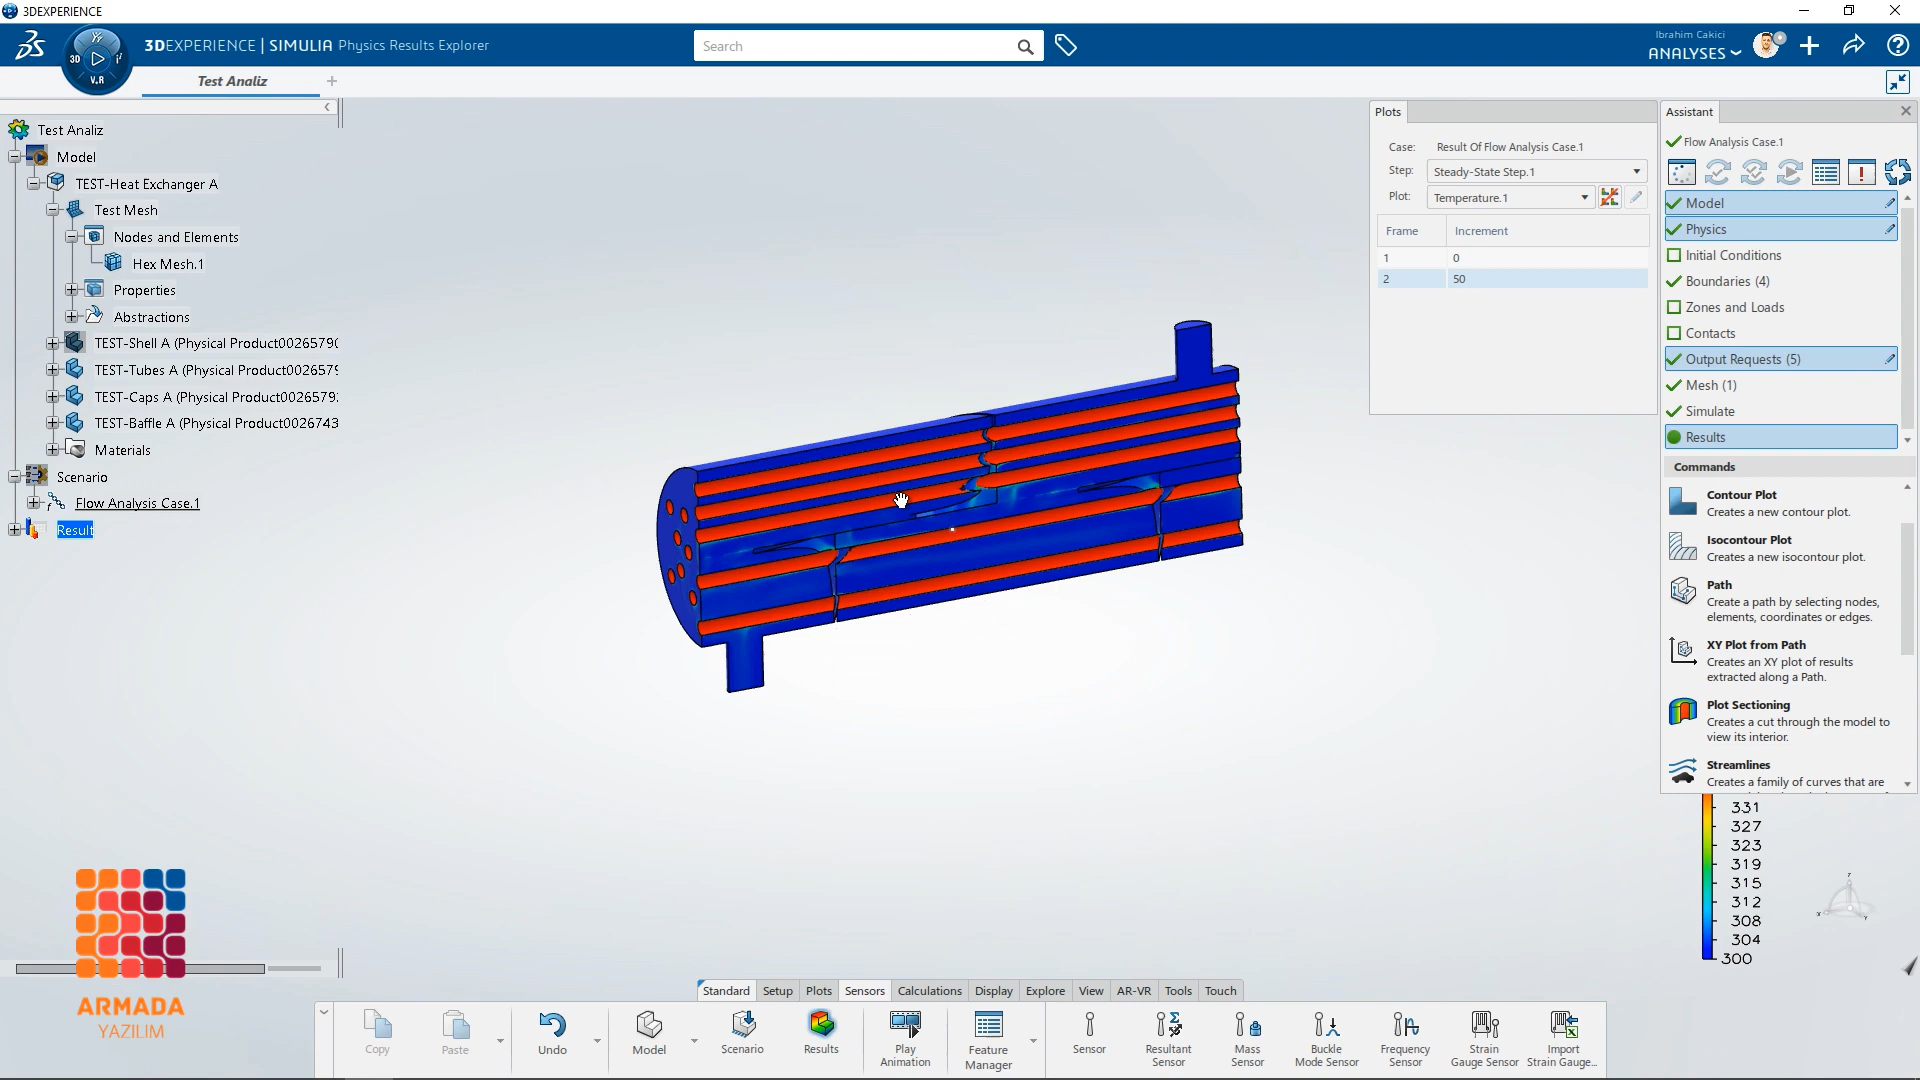 3DEXPERIENCE
3DEXPERIENCE | SIMULIA Physics Results Explorer
3D
V.R
Search
Ibrahim Cakici
ANALYSES
Test Analiz
Test Analiz
Model
TEST-Heat Exchanger A
Test Mesh
Nodes and Elements
Hex Mesh.1
Properties
Abstractions
TEST-Shell A (Physical Product0026579(
TEST-Tubes A (Physical Product0026579
TEST-Caps A (Physical Product0026579
TEST-Baffle A (Physical Product0026743
Materials
Scenario
Flow Analysis Case.1
Result
Plots
Case: Result Of Flow Analysis Case.1
Step: Steady-State Step.1
Plot: Temperature.1
Frame Increment
1 0
2 50
Assistant
Flow Analysis Case.1
Model
Physics
Initial Conditions
Boundaries (4)
Zones and Loads
Contacts
Output Requests (5)
Mesh (1)
Simulate
Results
Commands
Contour Plot
Creates a new contour plot.
Isocontour Plot
Creates a new isocontour plot.
Path
Create a path by selecting nodes,
elements, coordinates or edges.
XY Plot from Path
Creates an XY plot of results
extracted along a Path.
Plot Sectioning
Creates a cut through the model to
view its interior.
Streamlines
Creates a family of curves that are
331
327
323
319
315
312
308
304
300
ARMADA
YAZILIM
Standard Setup Plots Sensors Calculations Display Explore View AR-VR Tools Touch
Copy
Paste
Undo
Model
Scenario
Results
Play
Animation
Feature
Manager
Sensor
Resultant
Sensor
Mass
Sensor
Buckle
Mode Sensor
Frequency
Sensor
Strain
Gauge Sensor
Import
Strain Gauge...